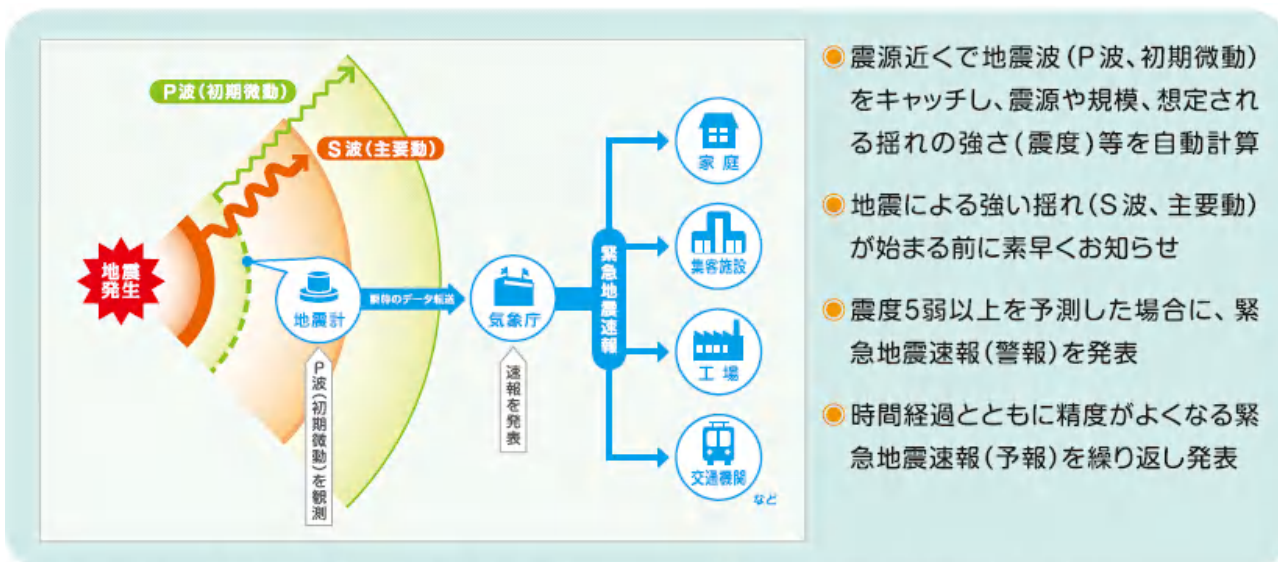 P波(初期微動)
S波(主要動)
地震
発生
地震計
P波(初期微動)を観測
気象庁
速報を発表
緊急地震速報
家庭
集客施設
工場
交通機関
など
◉震源近くで地震波(P波、初期微動)
をキャッチし、震源や規模、想定され
る揺れの強さ(震度)等を自動計算
◉地震による強い揺れ(S波、主要動)
が始まる前に素早くお知らせ
◉震度5弱以上を予測した場合に、緊
急地震速報(警報)を発表
◉時間経過とともに精度がよくなる緊
急地震速報(予報)を繰り返し発表